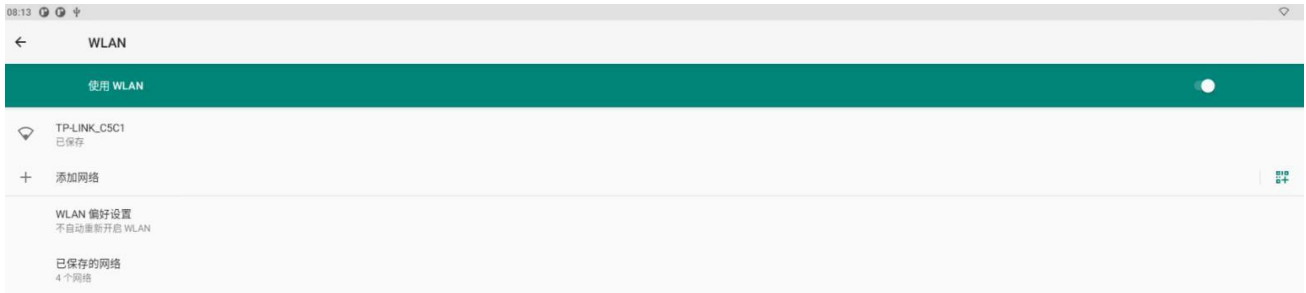 08:13
WLAN
使用 WLAN
TP-LINK_C5C1
已保存
添加网络
WLAN 偏好设置
不自动重新开启 WLAN
已保存的网络
4 个网络